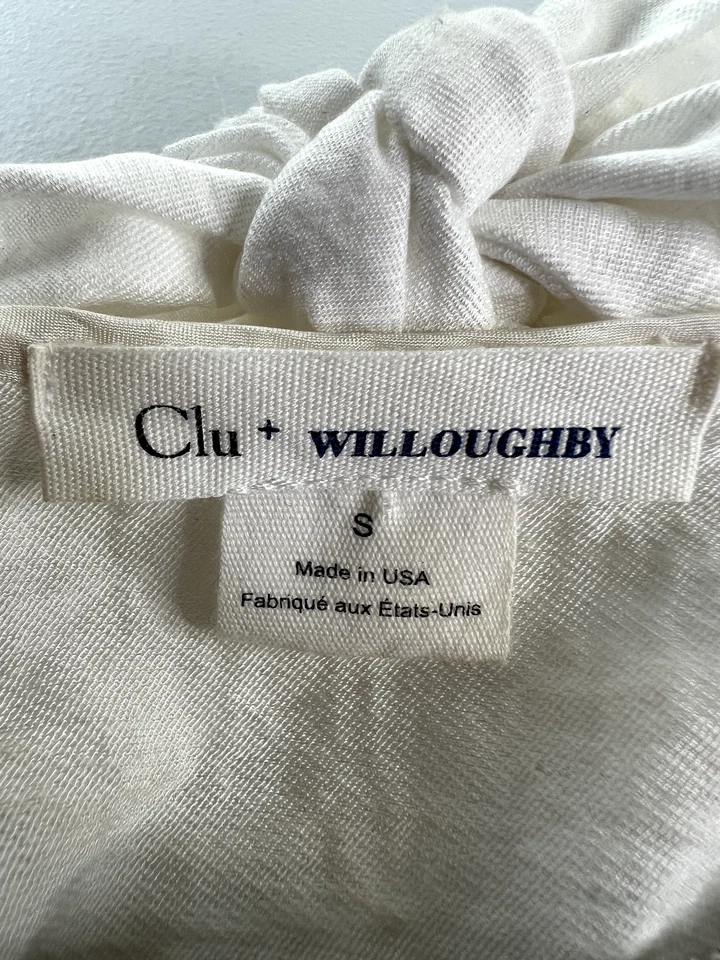 Clu + WILLOUGHBY
S
Made in USA
Fabriqué aux États-Unis